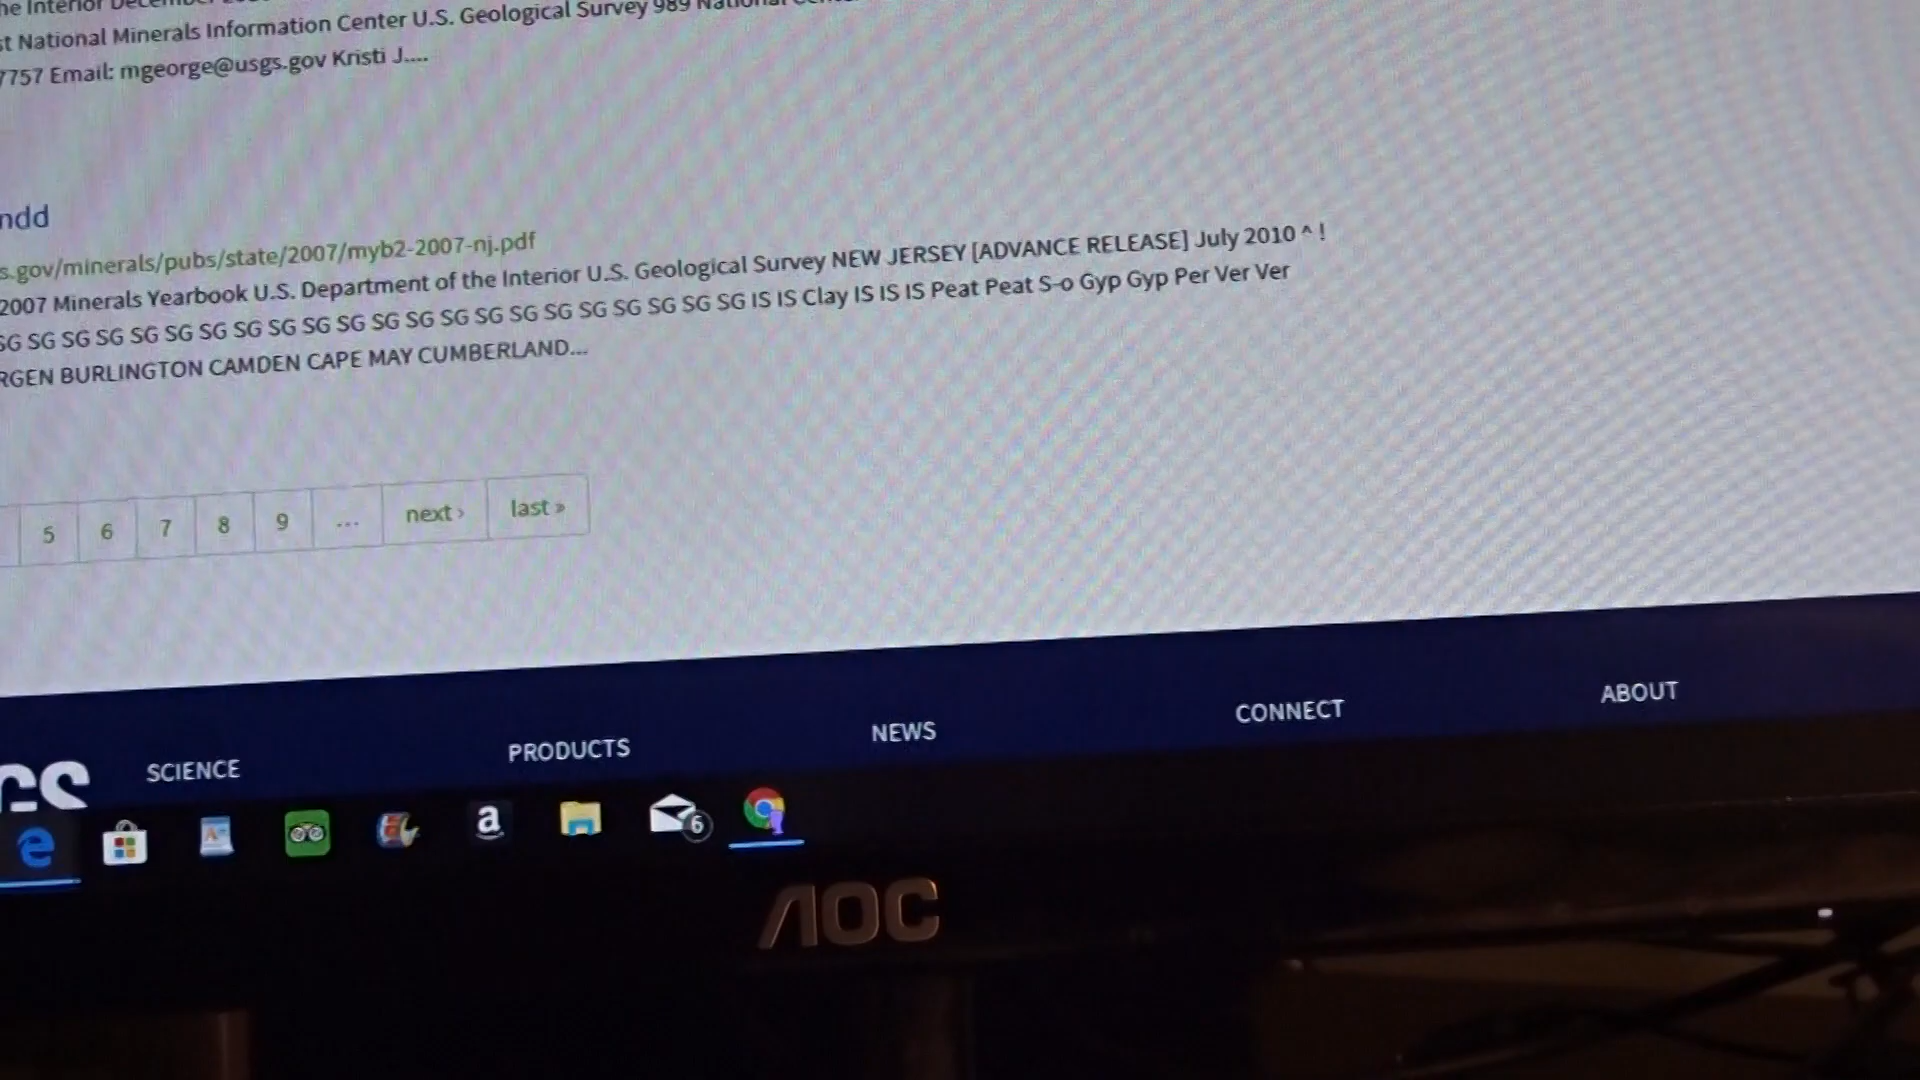 he Interior December
st National Minerals Information Center U.S. Geological Survey 989 National
7757 Email: mgeorge@usgs.gov Kristi J....
ndd
s.gov/minerals/pubs/state/2007/myb2-2007-nj.pdf
2007 Minerals Yearbook U.S. Department of the Interior U.S. Geological Survey NEW JERSEY [ADVANCE RELEASE] July 2010 ^ !
SG SG SG SG SG SG SG SG SG SG SG SG SG SG SG SG SG SG SG SG SG SG IS IS Clay IS IS IS Peat Peat S-o Gyp Gyp Per Ver Ver
RGEN BURLINGTON CAMDEN CAPE MAY CUMBERLAND...
5 6 7 8 9 ... next › last »
SCIENCE PRODUCTS NEWS CONNECT ABOUT
a 6
AOC